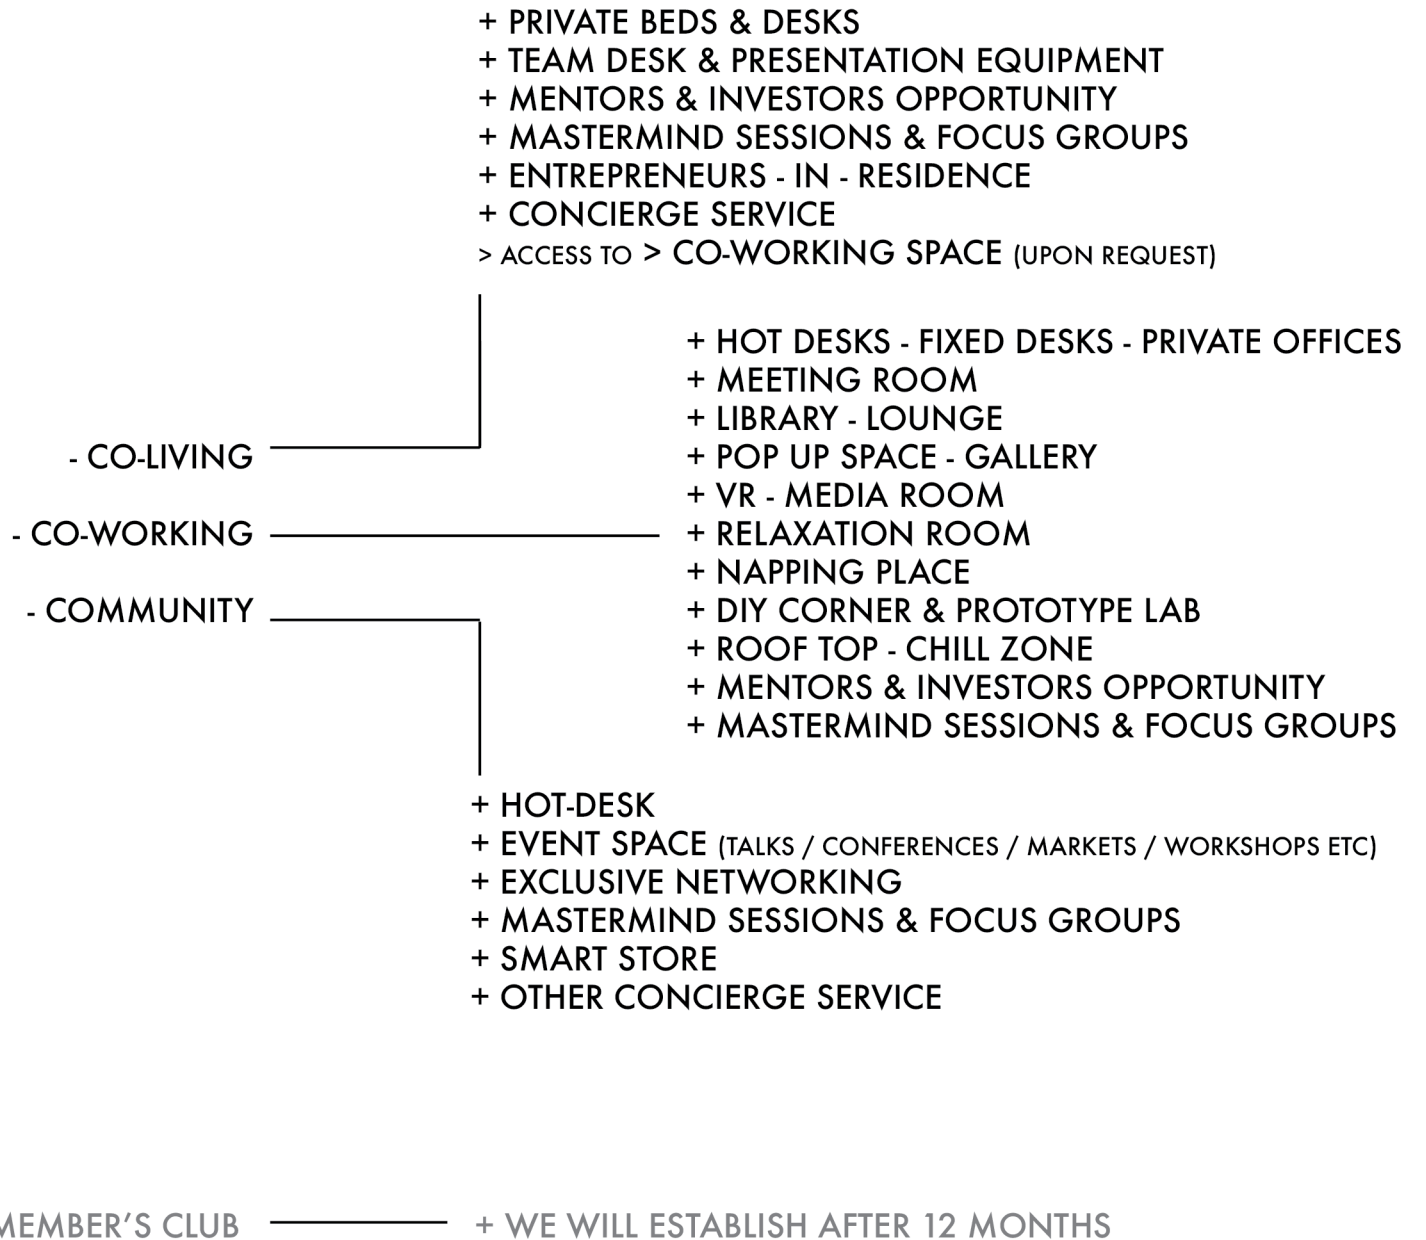 + PRIVATE BEDS & DESKS
+ TEAM DESK & PRESENTATION EQUIPMENT
+ MENTORS & INVESTORS OPPORTUNITY
+ MASTERMIND SESSIONS & FOCUS GROUPS
+ ENTREPRENEURS - IN - RESIDENCE
+ CONCIERGE SERVICE
> ACCESS TO > CO-WORKING SPACE (UPON REQUEST)
- CO-LIVING
- CO-WORKING
- COMMUNITY
+ HOT DESKS - FIXED DESKS - PRIVATE OFFICES
+ MEETING ROOM
+ LIBRARY - LOUNGE
+ POP UP SPACE - GALLERY
+ VR - MEDIA ROOM
+ RELAXATION ROOM
+ NAPPING PLACE
+ DIY CORNER & PROTOTYPE LAB
+ ROOF TOP - CHILL ZONE
+ MENTORS & INVESTORS OPPORTUNITY
+ MASTERMIND SESSIONS & FOCUS GROUPS
+ HOT-DESK
+ EVENT SPACE (TALKS / CONFERENCES / MARKETS / WORKSHOPS ETC)
+ EXCLUSIVE NETWORKING
+ MASTERMIND SESSIONS & FOCUS GROUPS
+ SMART STORE
+ OTHER CONCIERGE SERVICE
MEMBER’S CLUB
+ WE WILL ESTABLISH AFTER 12 MONTHS